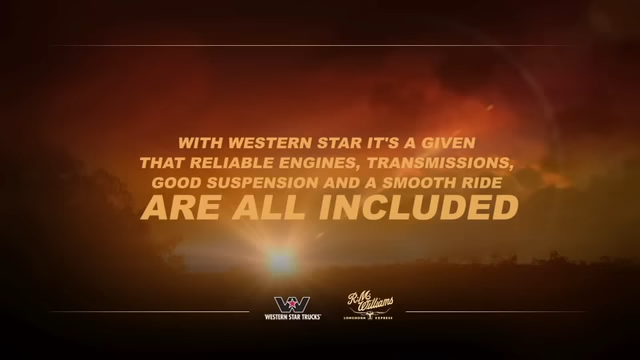 WITH WESTERN STAR IT'S A GIVEN
THAT RELIABLE ENGINES, TRANSMISSIONS,
GOOD SUSPENSION AND A SMOOTH RIDE
ARE ALL INCLUDED
WESTERN STAR TRUCKS
R.M. Williams
LONGHORN EXPRESS